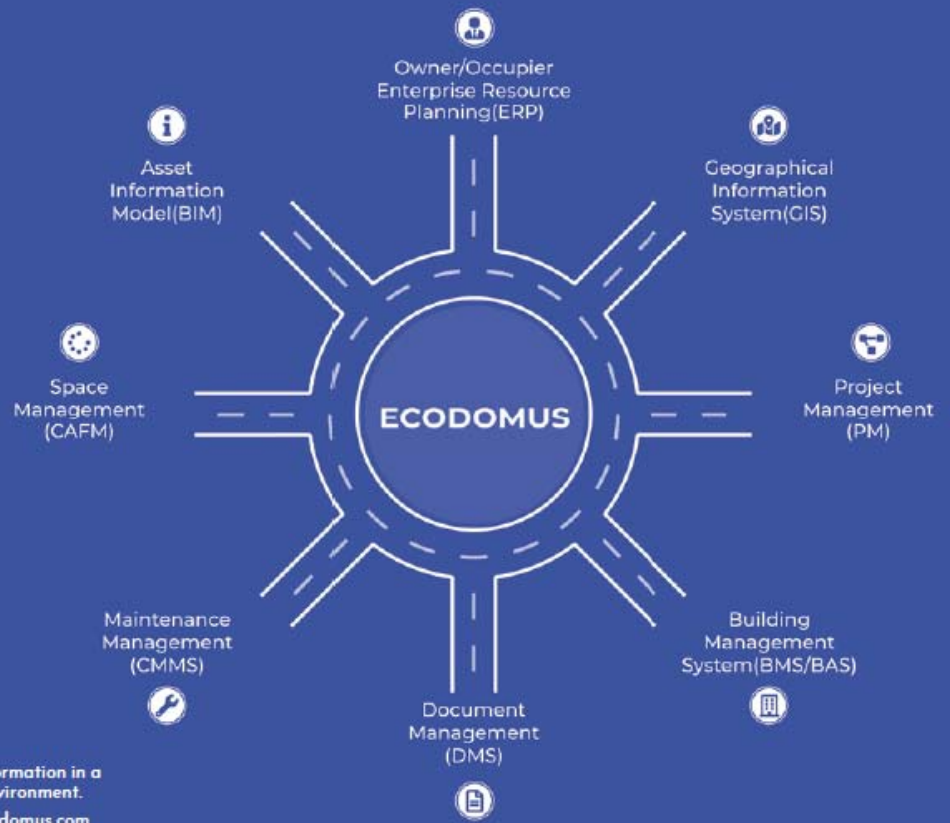 Owner/Occupier
Enterprise Resource
Planning(ERP)
Asset
Information
Model(BIM)
Geographical
Information
System(GIS)
Space
Management
(CAFM)
ECODOMUS
Project
Management
(PM)
Maintenance
Management
(CMMS)
Building
Management
System(BMS/BAS)
Document
Management
(DMS)
in a